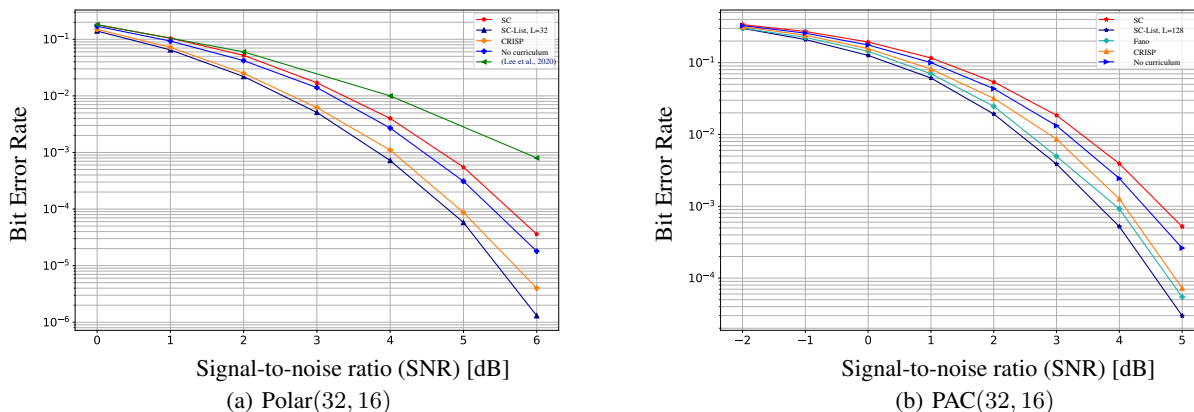 SC
SC-List, L=32
CRISP
No curriculum
(Lee et al., 2020)
10⁻¹
10⁻²
10⁻³
10⁻⁴
10⁻⁵
10⁻⁶
Bit Error Rate
0 1 2 3 4 5 6
Signal-to-noise ratio (SNR) [dB]
(a) Polar(32, 16)
SC
SC-List, L=128
Fano
CRISP
No curriculum
10⁻¹
10⁻²
10⁻³
10⁻⁴
Bit Error Rate
−2 −1 0 1 2 3 4 5
Signal-to-noise ratio (SNR) [dB]
(b) PAC(32, 16)